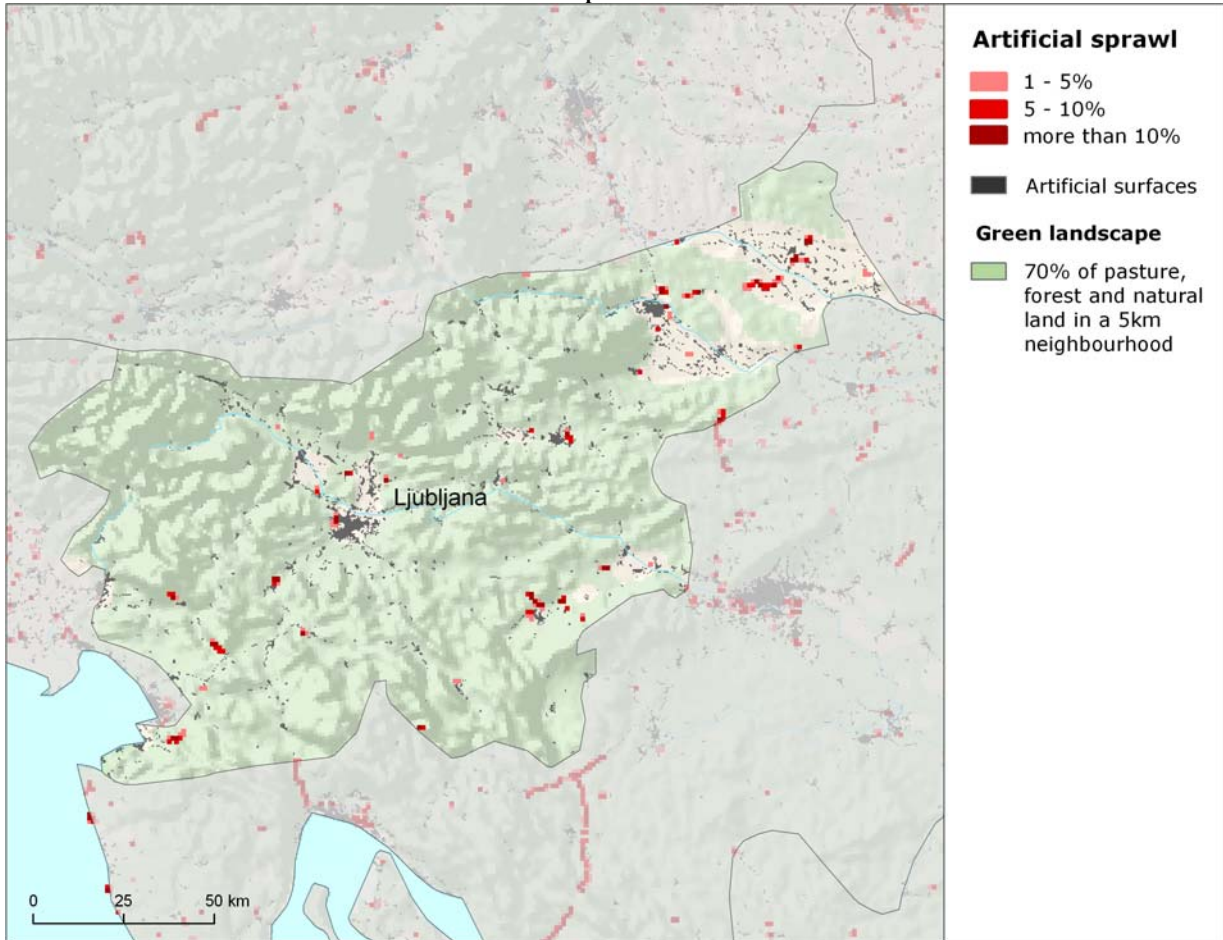 Artificial sprawl
1 - 5%
5 - 10%
more than 10%
Artificial surfaces
Green landscape
70% of pasture,
forest and natural
land in a 5km
neighbourhood
Ljubljana
0 25 50 km